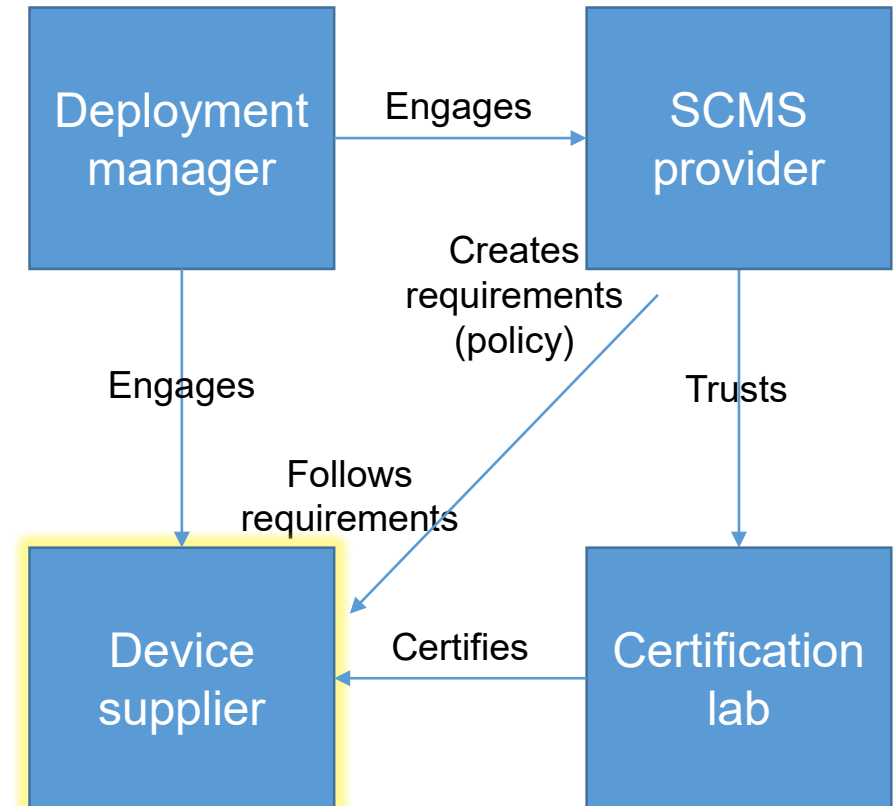 Deployment
manager
Engages
SCMS
provider
Creates
requirements
(policy)
Engages
Trusts
Follows
requirements
Device
supplier
Certifies
Certification
lab